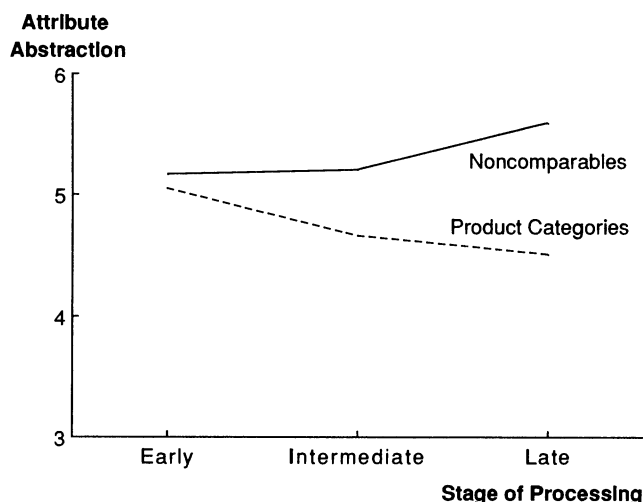 Attribute
Abstraction
6
Noncomparables
5
Product Categories
4
3
Early Intermediate Late
Stage of Processing